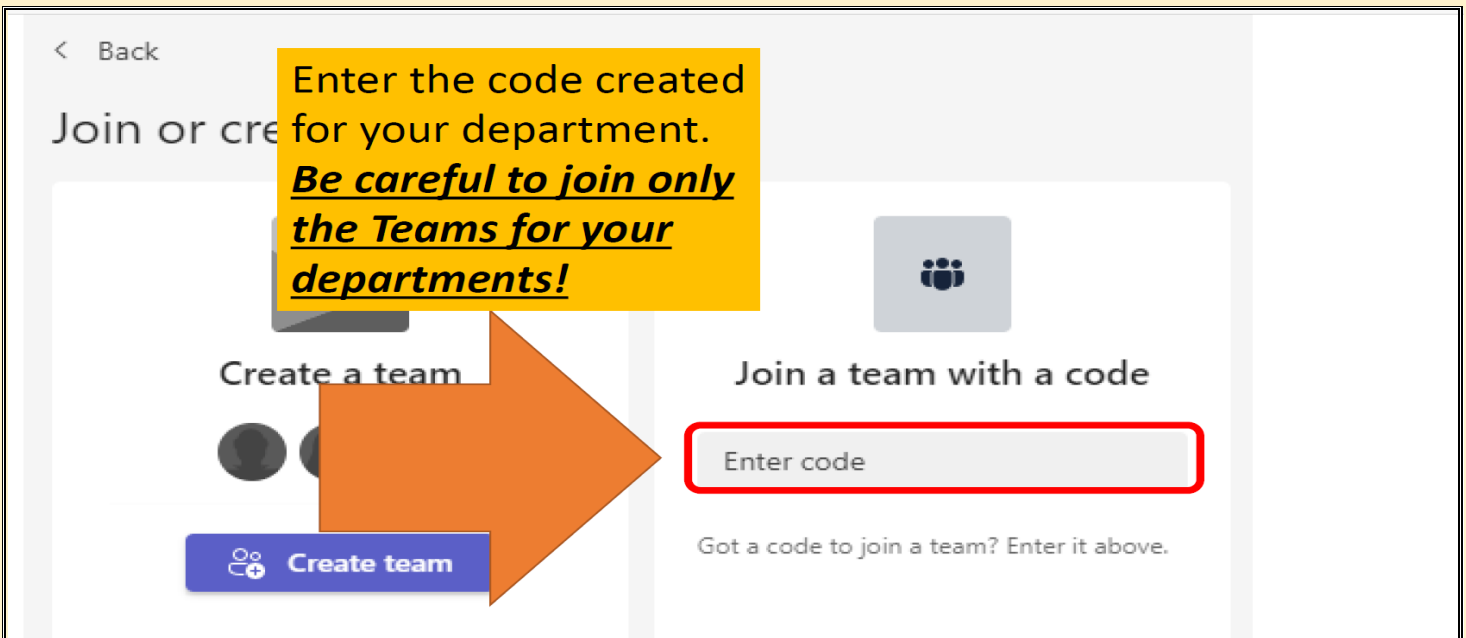 Back
Join or cre
Enter the code created
for your department.
Be careful to join only
the Teams for your
departments!
Create a team
Create team
Join a team with a code
Enter code
Got a code to join a team? Enter it above.